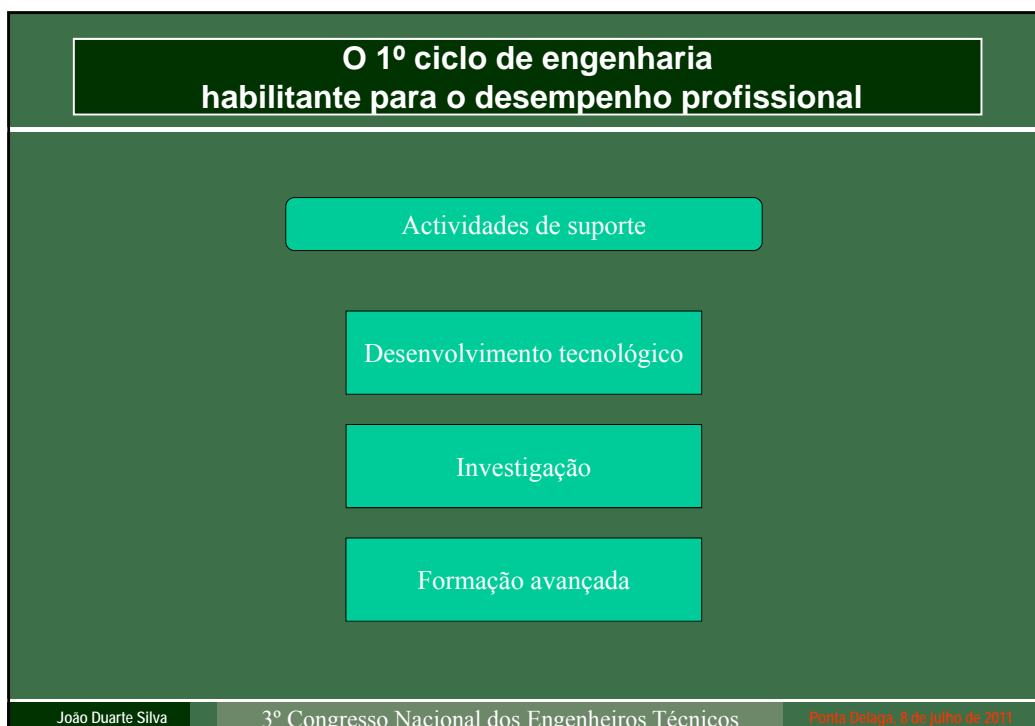 O 1º ciclo de engenharia
habilitante para o desempenho profissional
Actividades de suporte
Desenvolvimento tecnológico
Investigação
Formação avançada
João Duarte Silva
3º Congresso Nacional dos Engenheiros Técnicos
Ponta Delaga, 8 de julho de 2011